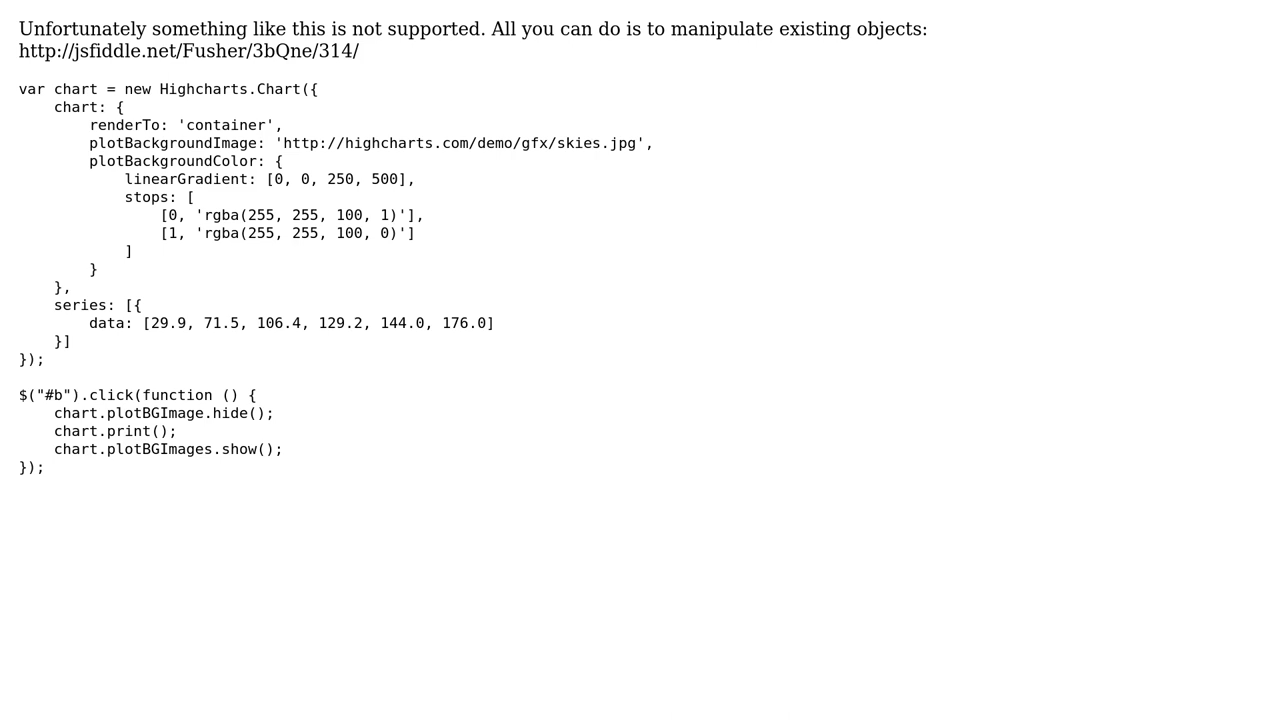 Unfortunately something like this is not supported. All you can do is to manipulate existing objects:
http://jsfiddle.net/Fusher/3bQne/314/
var chart = new Highcharts.Chart({
    chart: {
        renderTo: 'container',
        plotBackgroundImage: 'http://highcharts.com/demo/gfx/skies.jpg',
        plotBackgroundColor: {
            linearGradient: [0, 0, 250, 500],
            stops: [
                [0, 'rgba(255, 255, 100, 1)'],
                [1, 'rgba(255, 255, 100, 0)']
            ]
        }
    },
    series: [{
        data: [29.9, 71.5, 106.4, 129.2, 144.0, 176.0]
    }]
});
$("#b").click(function () {
    chart.plotBGImage.hide();
    chart.print();
    chart.plotBGImages.show();
});